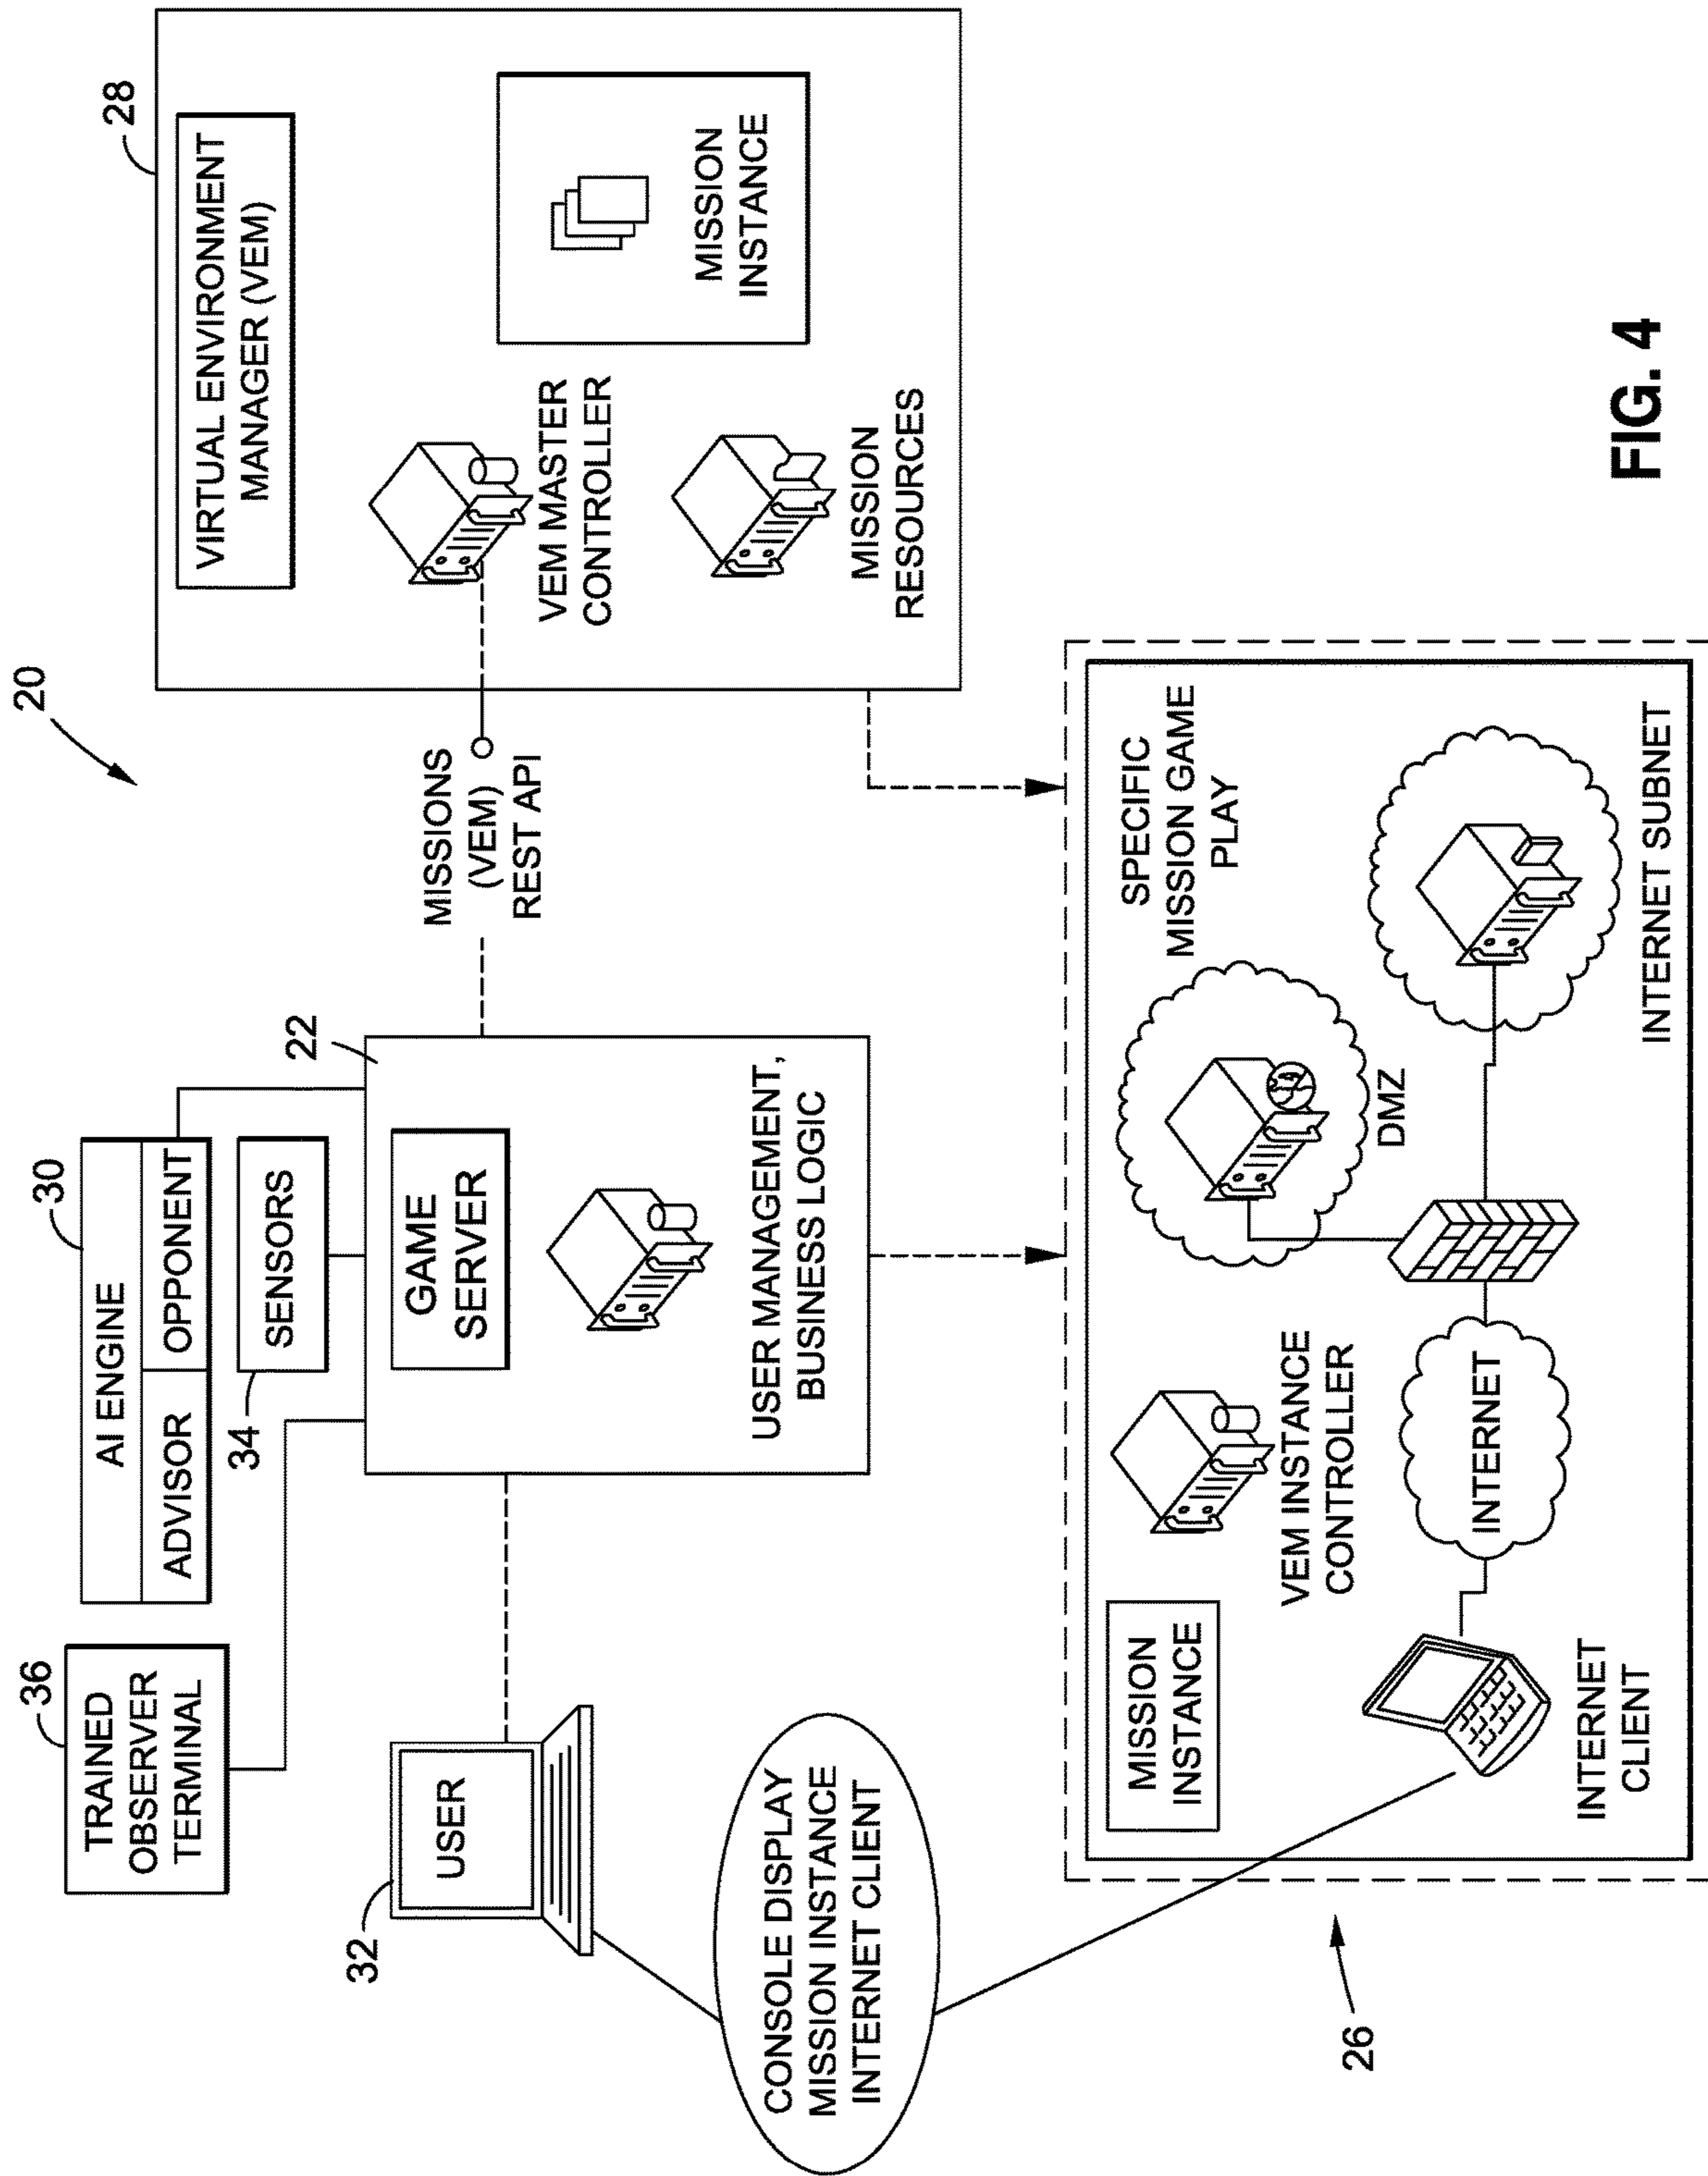 20
36
TRAINED
OBSERVER
TERMINAL
30
AI ENGINE
ADVISOR
OPPONENT
34
SENSORS
32
USER
22
GAME
SERVER
USER MANAGEMENT,
BUSINESS LOGIC
MISSIONS
(VEM)
REST API
28
VIRTUAL ENVIRONMENT
MANAGER (VEM)
VEM MASTER
CONTROLLER
MISSION
RESOURCES
MISSION
INSTANCE
CONSOLE DISPLAY
MISSION INSTANCE
INTERNET CLIENT
26
MISSION
INSTANCE
VEM INSTANCE
CONTROLLER
SPECIFIC
MISSION GAME
PLAY
DMZ
INTERNET
INTERNET
CLIENT
INTERNET SUBNET
FIG. 4